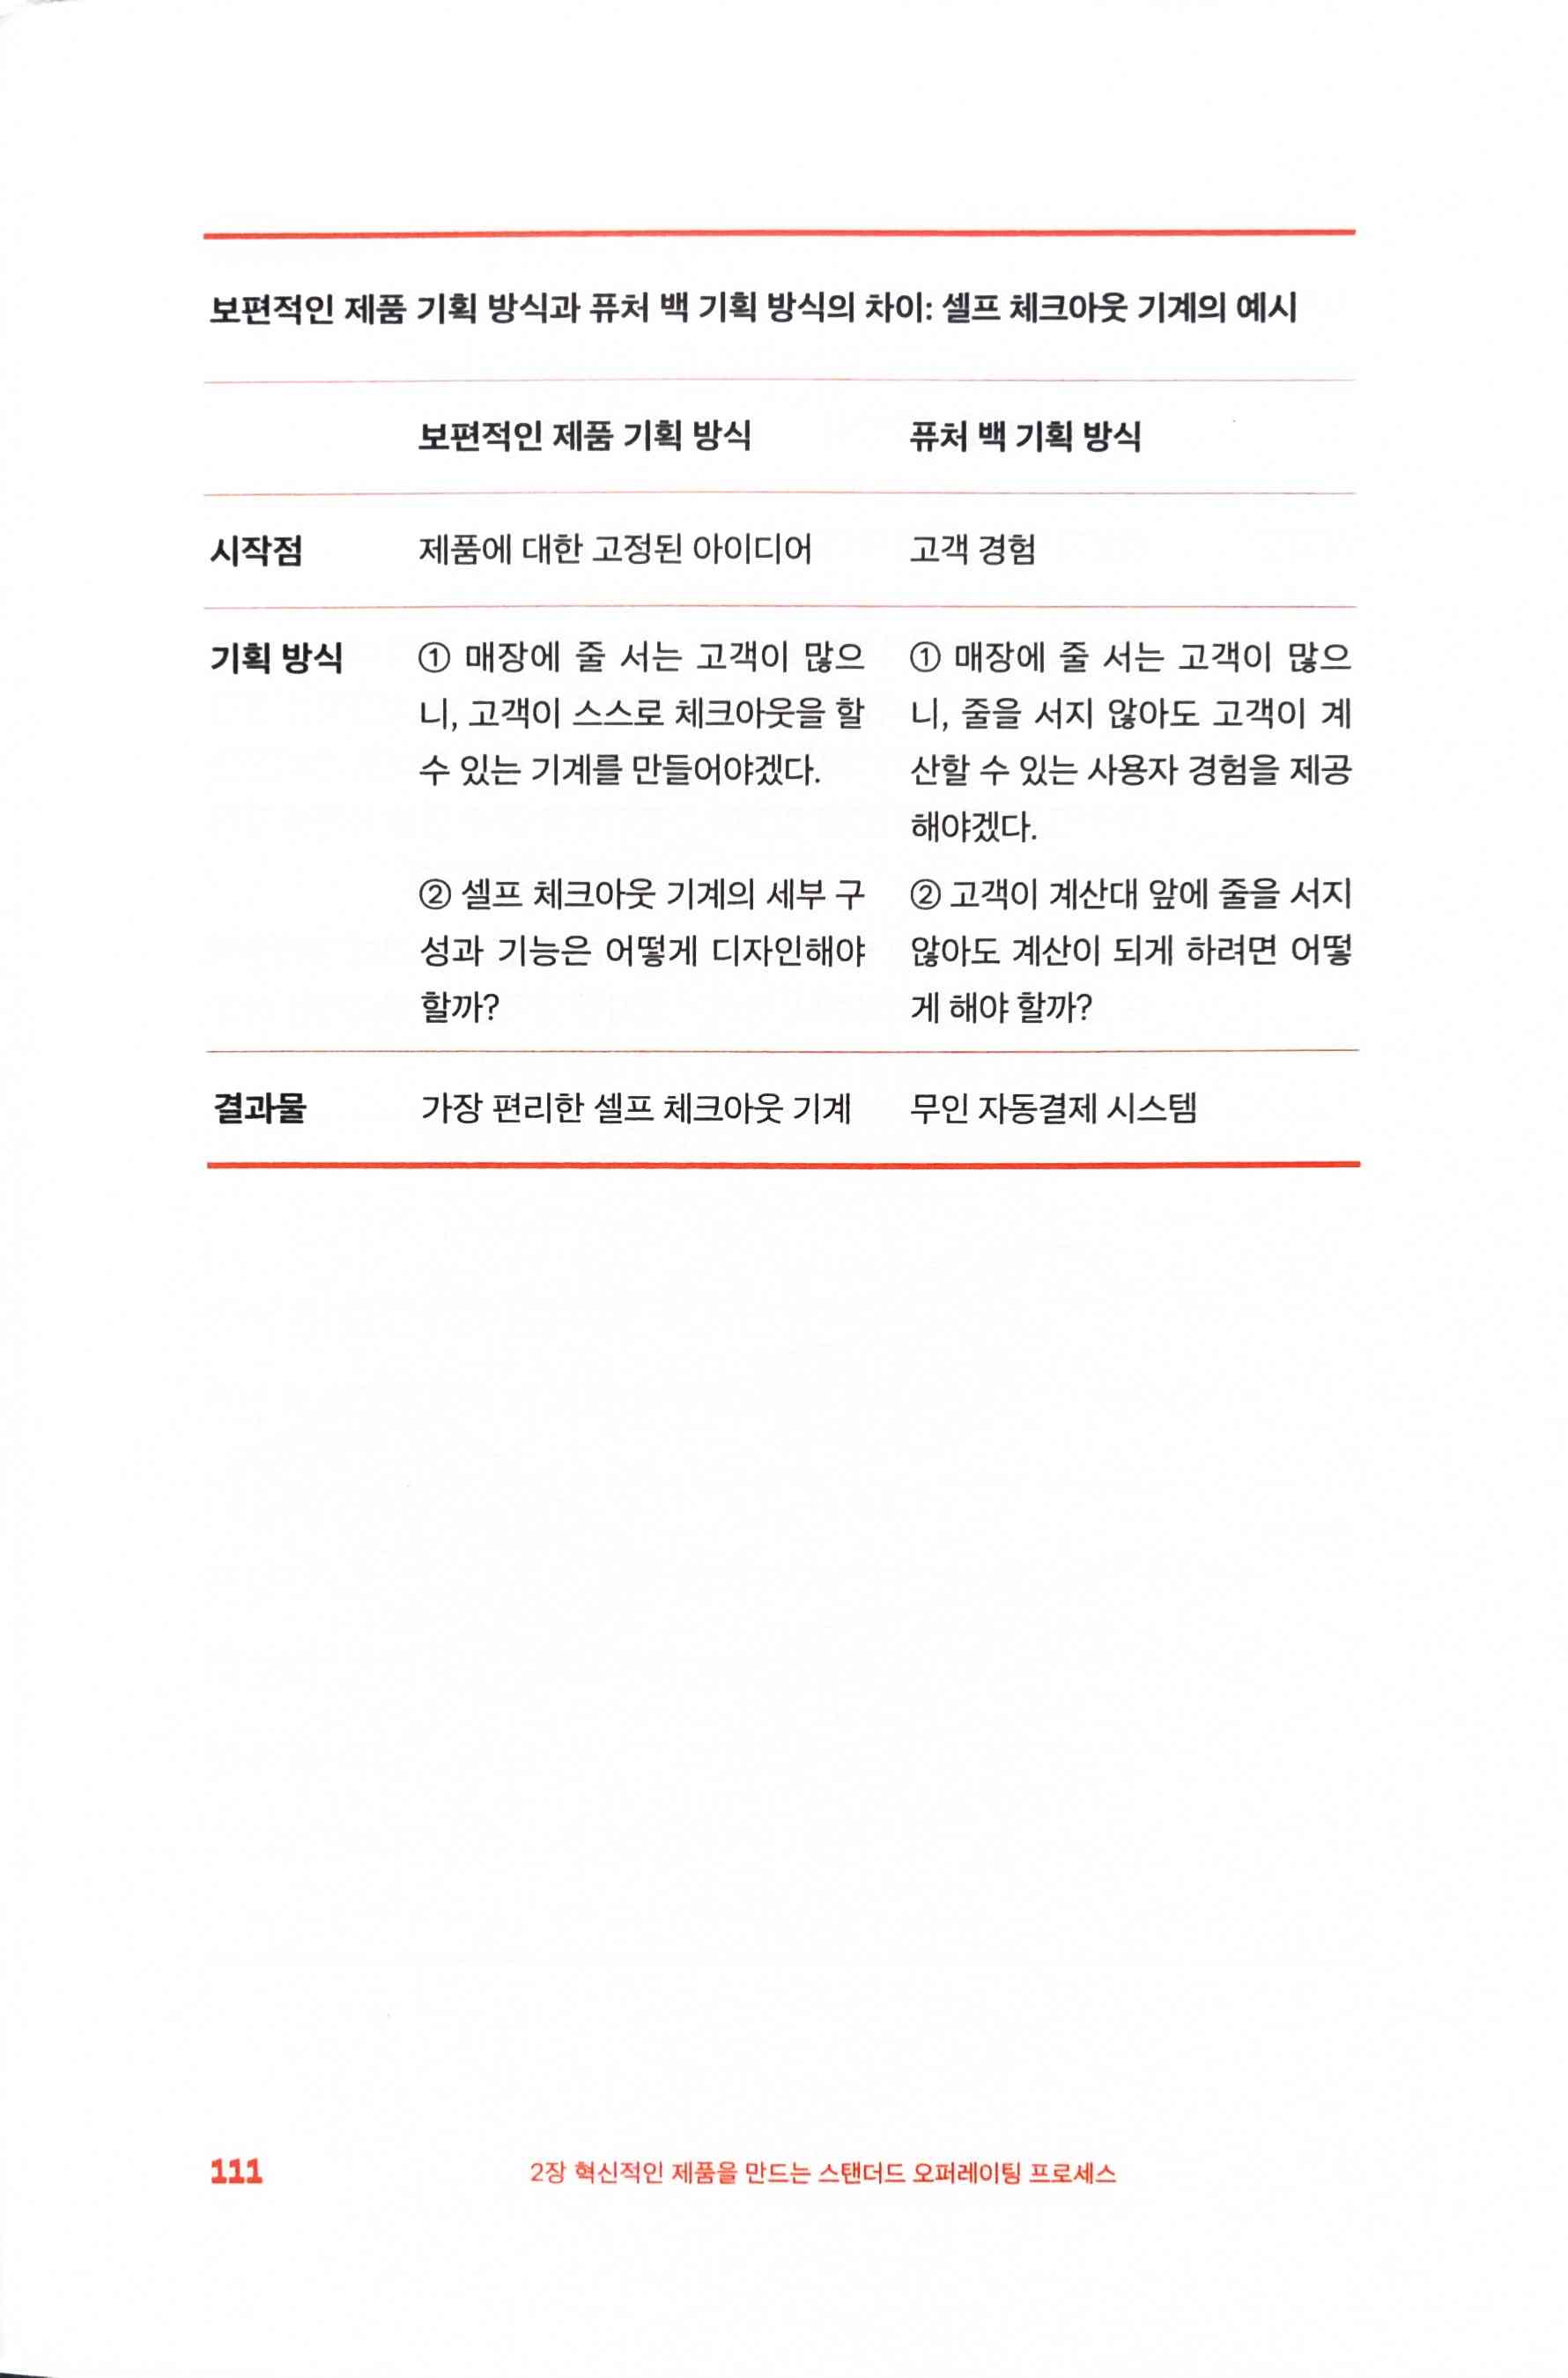 보편적인 제품 기획 방식과 퓨처 백 기획 방식의 차이: 셀프 체크아웃 기계의 예시
보편적인 제품 기획 방식
퓨처 백 기획 방식
시작점
제품에 대한 고정된 아이디어
고객 경험
기획 방식
① 매장에 줄 서는 고객이 많으
니, 고객이 스스로 체크아웃을 할
수 있는 기계를 만들어야겠다.
② 셀프 체크아웃 기계의 세부 구
성과 기능은 어떻게 디자인해야
할까?
① 매장에 줄 서는 고객이 많으
니, 줄을 서지 않아도 고객이 계
산할 수 있는 사용자 경험을 제공
해야겠다.
② 고객이 계산대 앞에 줄을 서지
않아도 계산이 되게 하려면 어떻
게 해야 할까?
결과물
가장 편리한 셀프 체크아웃 기계
무인 자동결제 시스템
111
2장 혁신적인 제품을 만드는 스탠더드 오퍼레이팅 프로세스